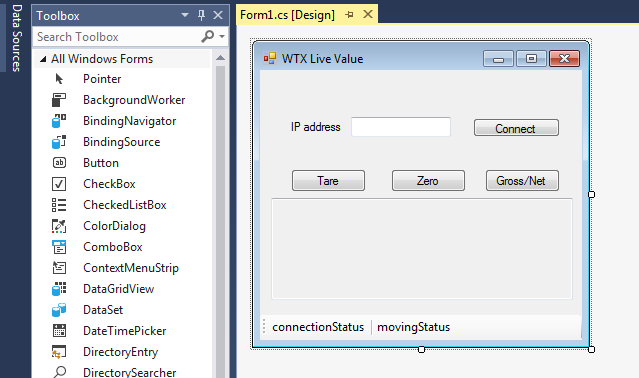 Data Sources
Toolbox
Search Toolbox
All Windows Forms
Pointer
BackgroundWorker
BindingNavigator
BindingSource
Button
CheckBox
CheckedListBox
ColorDialog
ComboBox
ContextMenuStrip
DataGridView
DataSet
DateTimePicker
DirectoryEntry
DirectorySearcher
Form1.cs [Design]
WTX Live Value
IP address
Connect
Tare
Zero
Gross/Net
connectionStatus
movingStatus